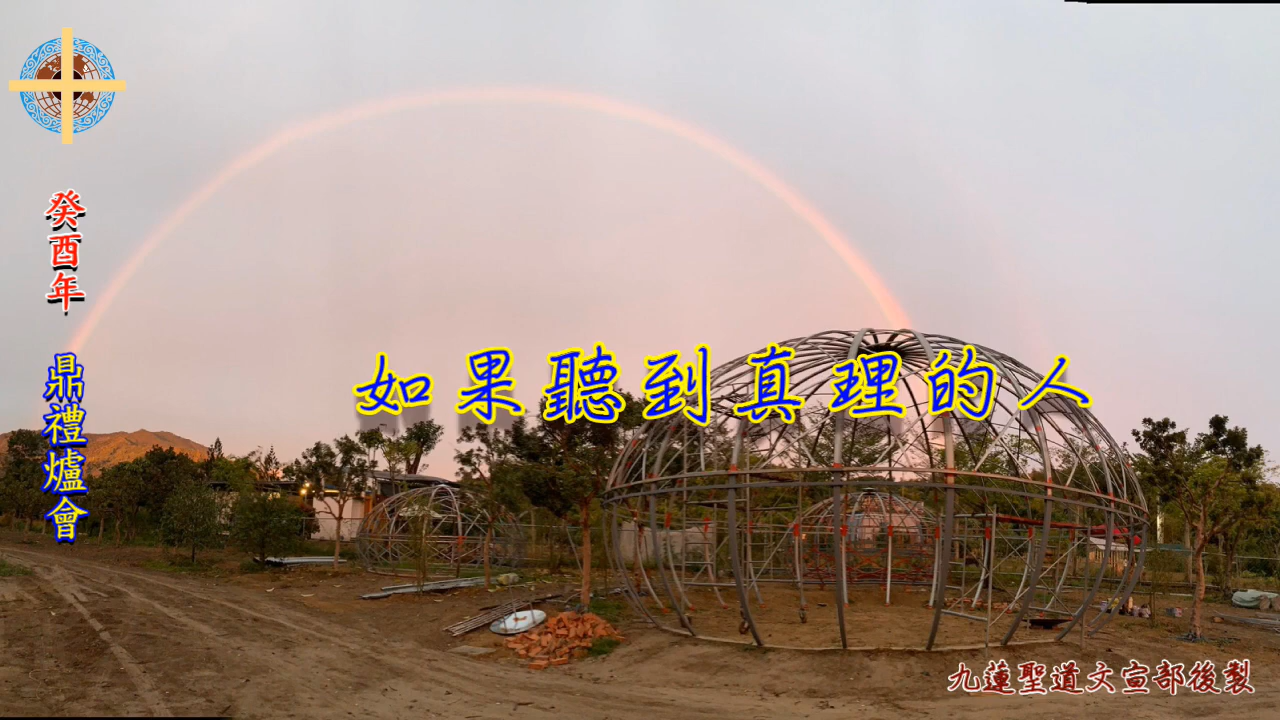 癸酉年
鼎禮爐會
如果聽到真理的人
九蓮聖道文宣部後製